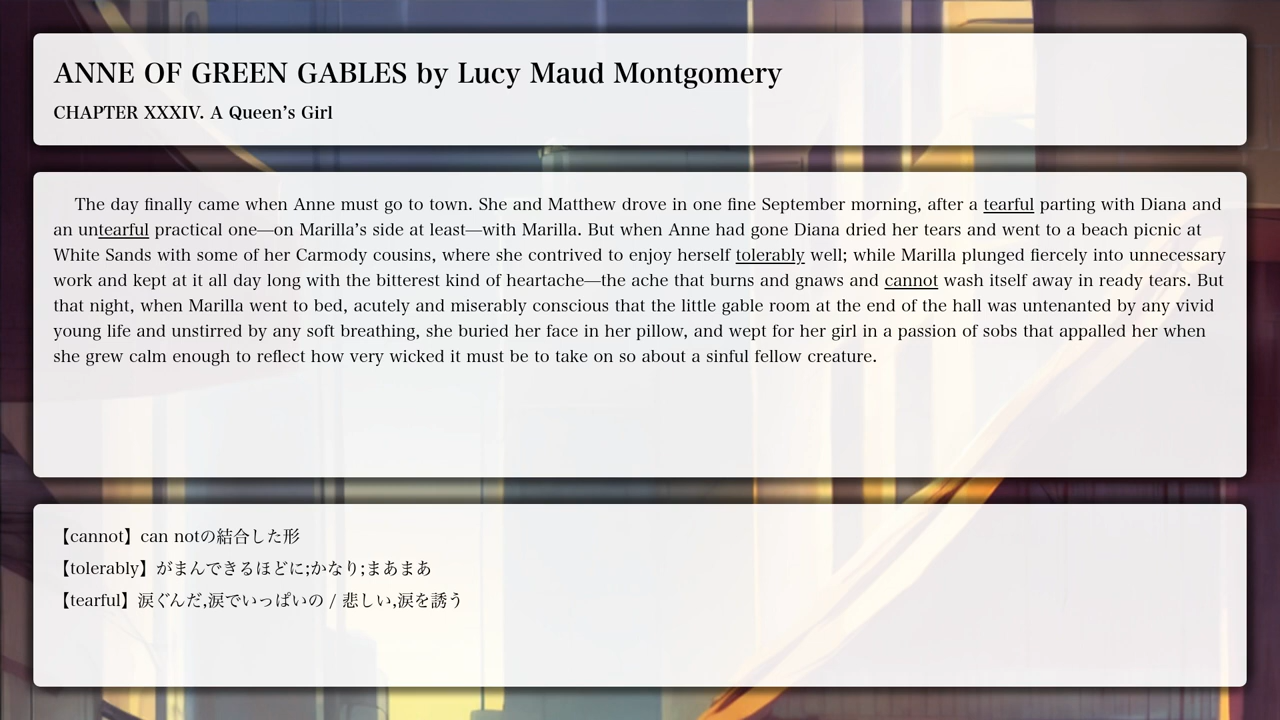 ANNE OF GREEN GABLES by Lucy Maud Montgomery
CHAPTER XXXIV. A Queen’s Girl
The day finally came when Anne must go to town. She and Matthew drove in one fine September morning, after a tearful parting with Diana and
an untearful practical one—on Marilla’s side at least—with Marilla. But when Anne had gone Diana dried her tears and went to a beach picnic at
White Sands with some of her Carmody cousins, where she contrived to enjoy herself tolerably well; while Marilla plunged fiercely into unnecessary
work and kept at it all day long with the bitterest kind of heartache—the ache that burns and gnaws and cannot wash itself away in ready tears. But
that night, when Marilla went to bed, acutely and miserably conscious that the little gable room at the end of the hall was untenanted by any vivid
young life and unstirred by any soft breathing, she buried her face in her pillow, and wept for her girl in a passion of sobs that appalled her when
she grew calm enough to reflect how very wicked it must be to take on so about a sinful fellow creature.
【cannot】can notの結合した形
【tolerably】がまんできるほどに;かなり;まあまあ
【tearful】涙ぐんだ,涙でいっぱいの / 悲しい,涙を誘う